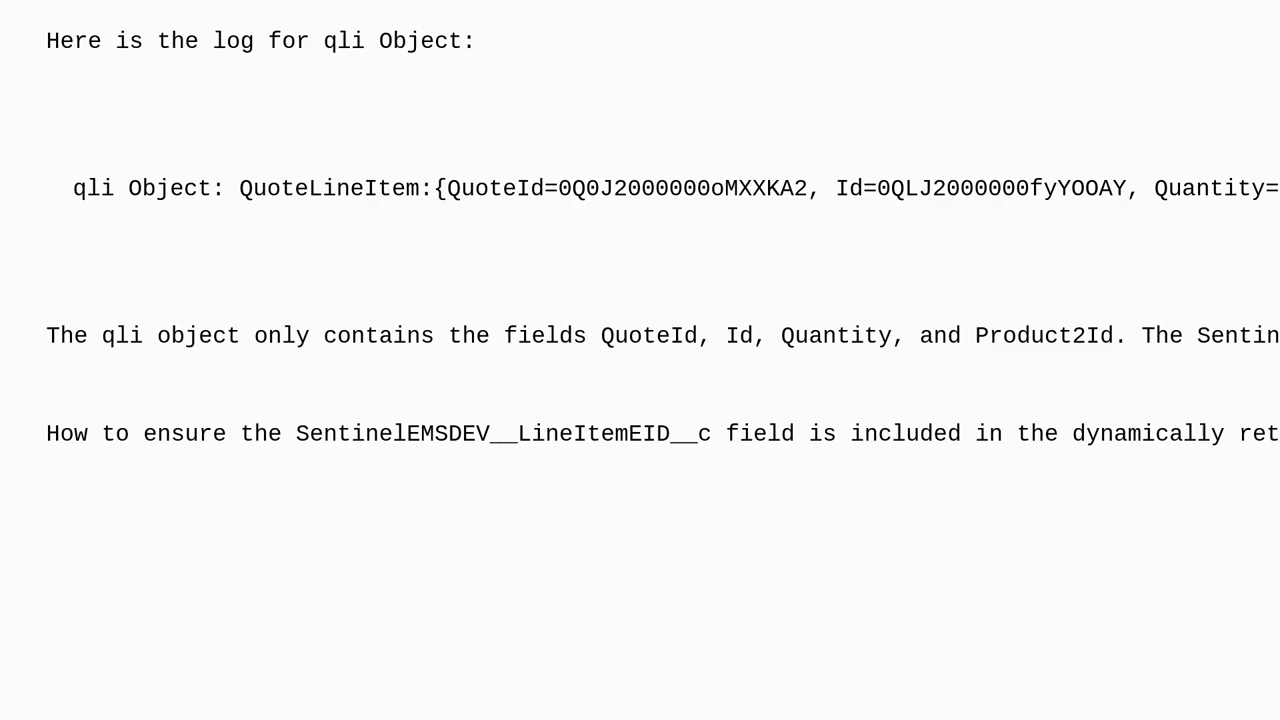 Here is the log for qli Object:
qli Object: QuoteLineItem:{QuoteId=0Q0J2000000oMXXKA2, Id=0QLJ2000000fyYOOAY, Quantity=
The qli object only contains the fields QuoteId, Id, Quantity, and Product2Id. The Sentin
How to ensure the SentinelEMSDEV__LineItemEID__c field is included in the dynamically ret